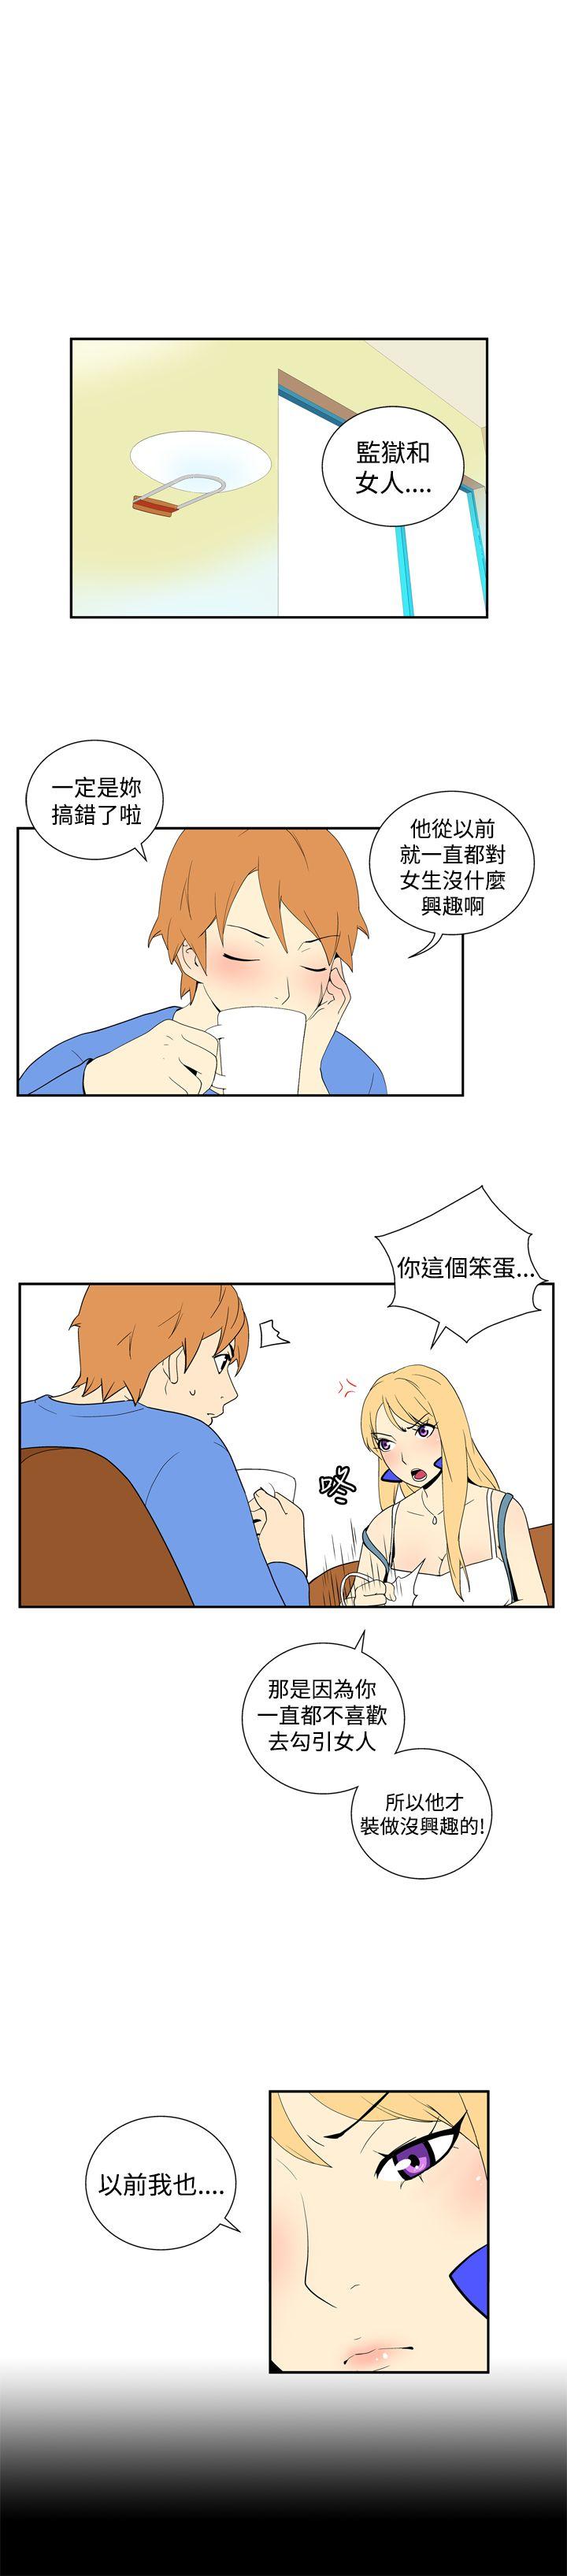 監獄和
女人....
一定是妳
搞錯了啦
他從以前
就一直都對
女生沒什麼
興趣啊
你這個笨蛋...
咚
那是因為你
一直都不喜歡
去勾引女人
所以他才
裝做沒興趣的!
以前我也....